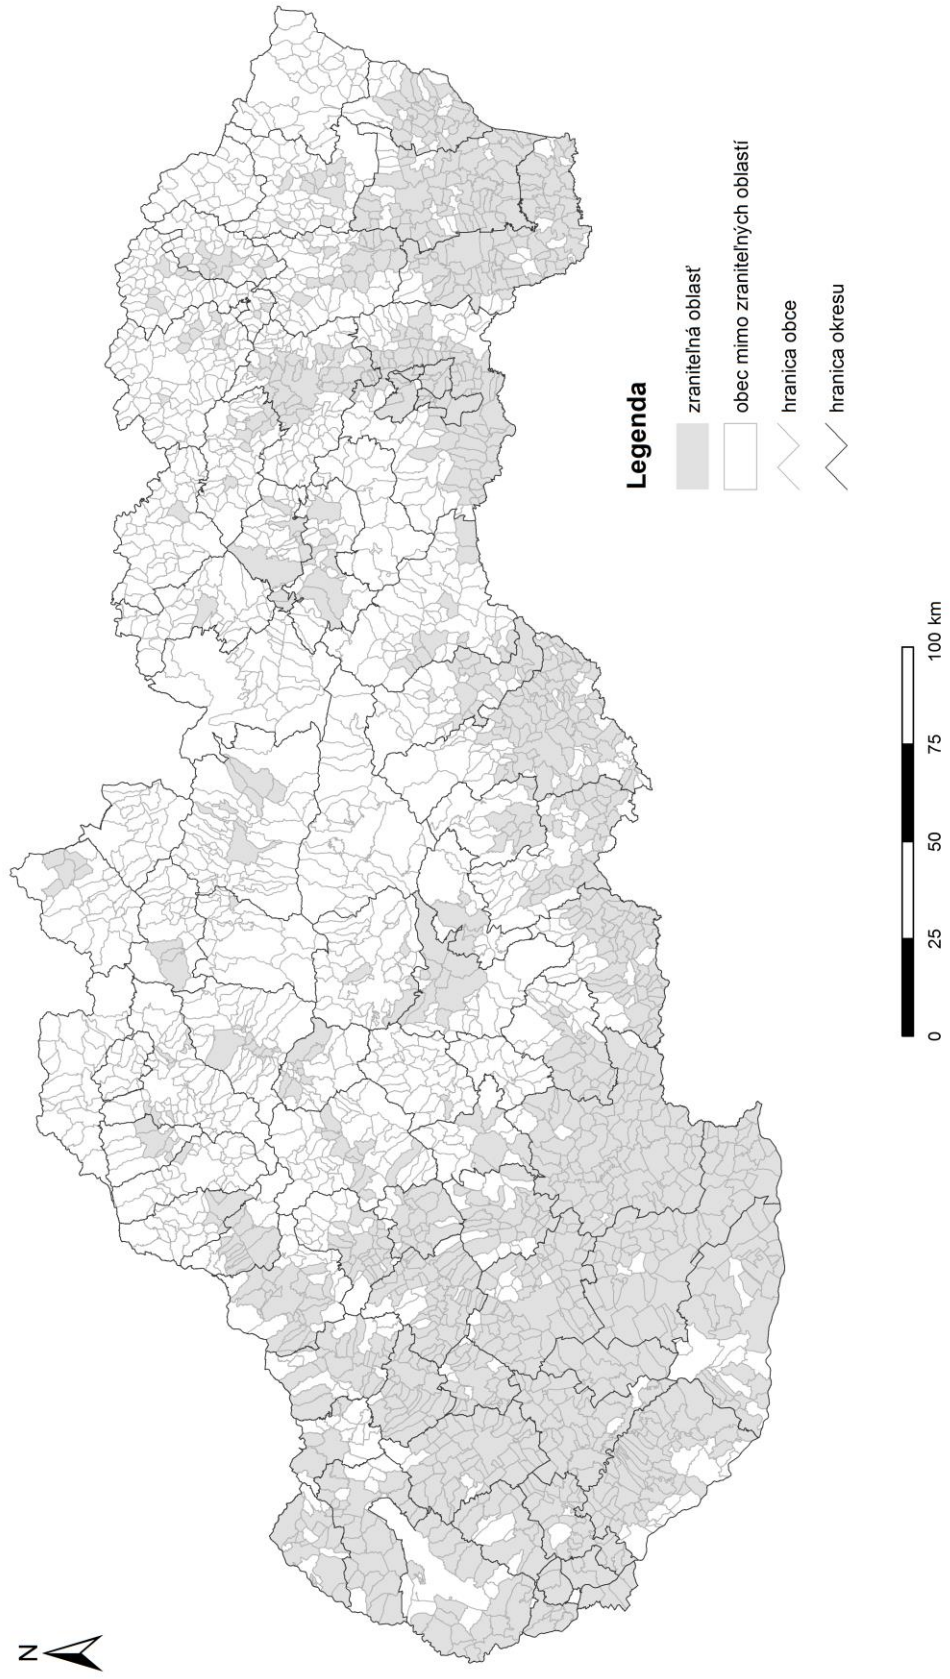 N
Legenda
zraniteľná oblasť
obec mimo zraniteľných oblastí
hranica obce
hranica okresu
0 25 50 75 100 km